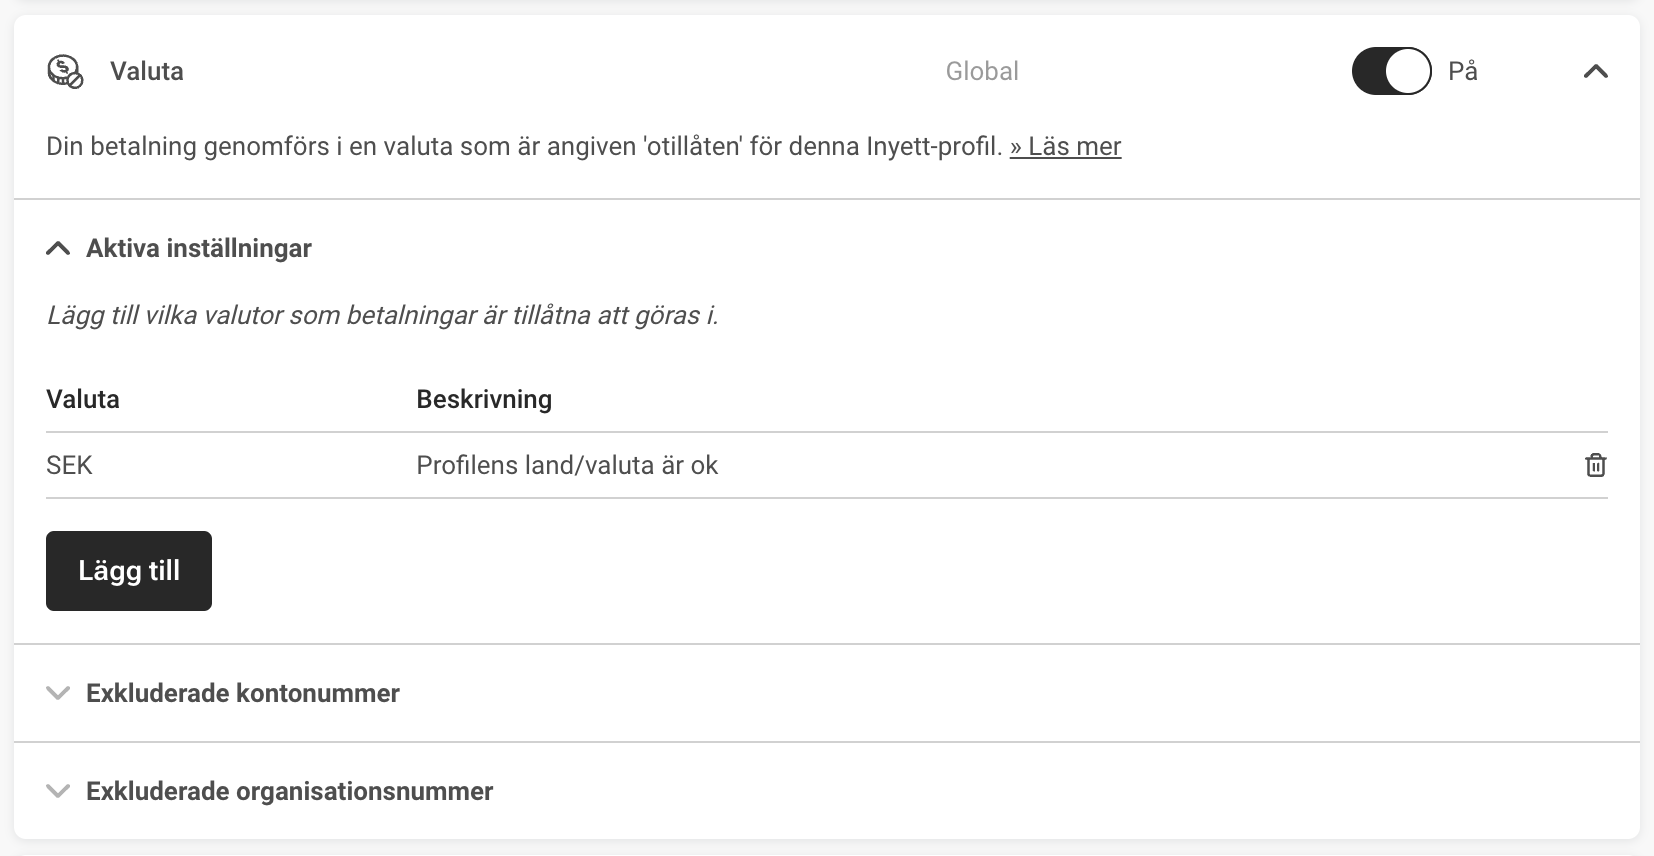 Valuta
Global
På
Din betalning genomförs i en valuta som är angiven 'otillåten' för denna Inyett-profil. » Läs mer
Aktiva inställningar
Lägg till vilka valutor som betalningar är tillåtna att göras i.
Valuta Beskrivning
SEK Profilens land/valuta är ok
Lägg till
Exkluderade kontonummer
Exkluderade organisationsnummer